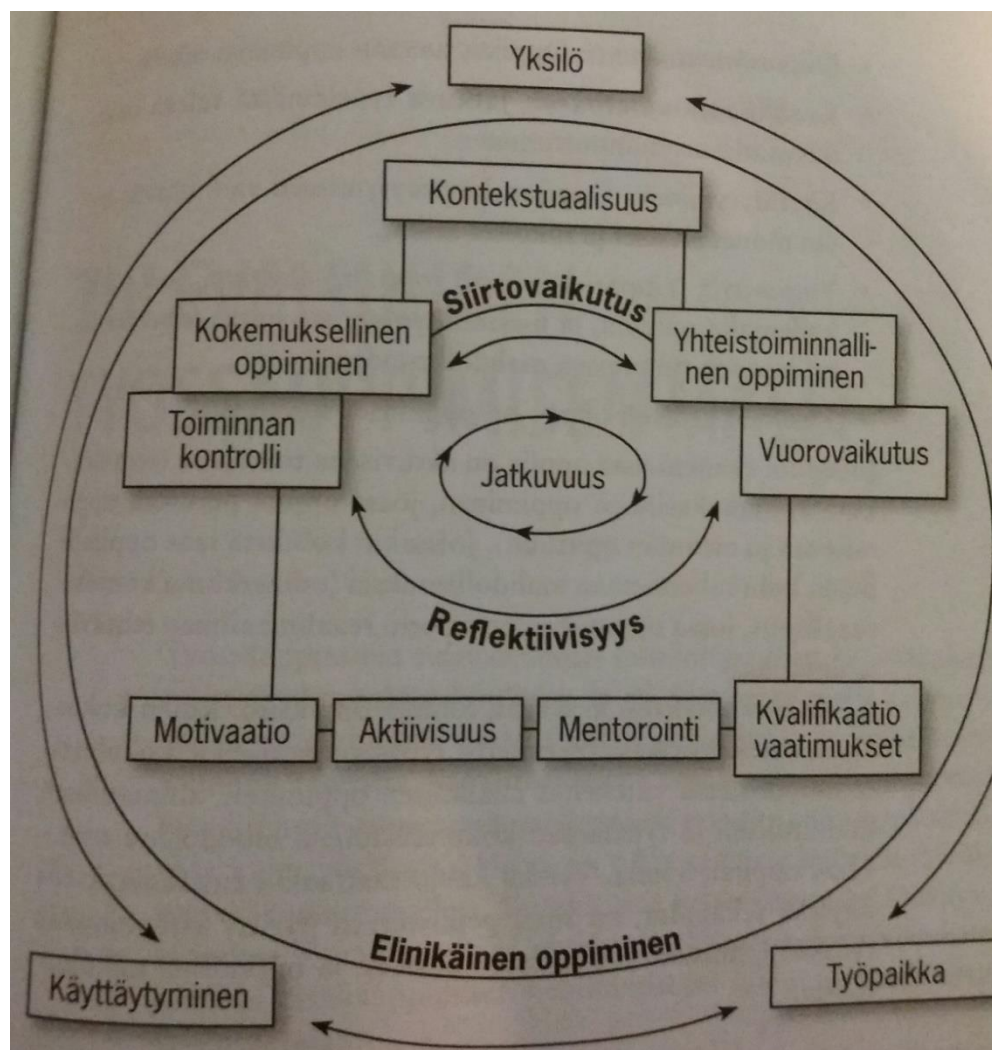 Yksilö
Kontekstuaalisuus
Siirtovaikutus
Kokemuksellinen
oppiminen
Yhteistoiminnalli-
nen oppiminen
Toiminnan
kontrolli
Vuorovaikutus
Jatkuvuus
Reflektiivisyys
Motivaatio
Aktiivisuus
Mentorointi
Kvalifikaatio
vaatimukset
Elinikäinen oppiminen
Käyttäytyminen
Työpaikka